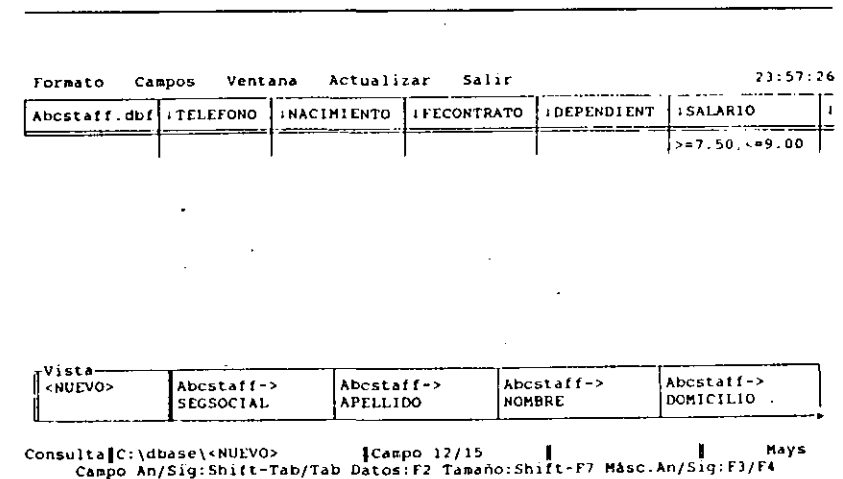 Formato Campos Ventana Actualizar Salir 23:57:26
Abcstaff.dbf ↓TELEFONO ↓NACIMIENTO ↓FECONTRATO ↓DEPENDIENT ↓SALARIO ↓
>=7.50,<=9.00
Vista
<NUEVO> Abcstaff-> Abcstaff-> Abcstaff-> Abcstaff->
SEGSOCIAL APELLIDO NOMBRE DOMICILIO
Consulta C:\dbase\<NUEVO> Campo 12/15 Mays
Campo An/Sig:Shift-Tab/Tab Datos:F2 Tamaño:Shift-F7 Másc.An/Sig:F3/F4